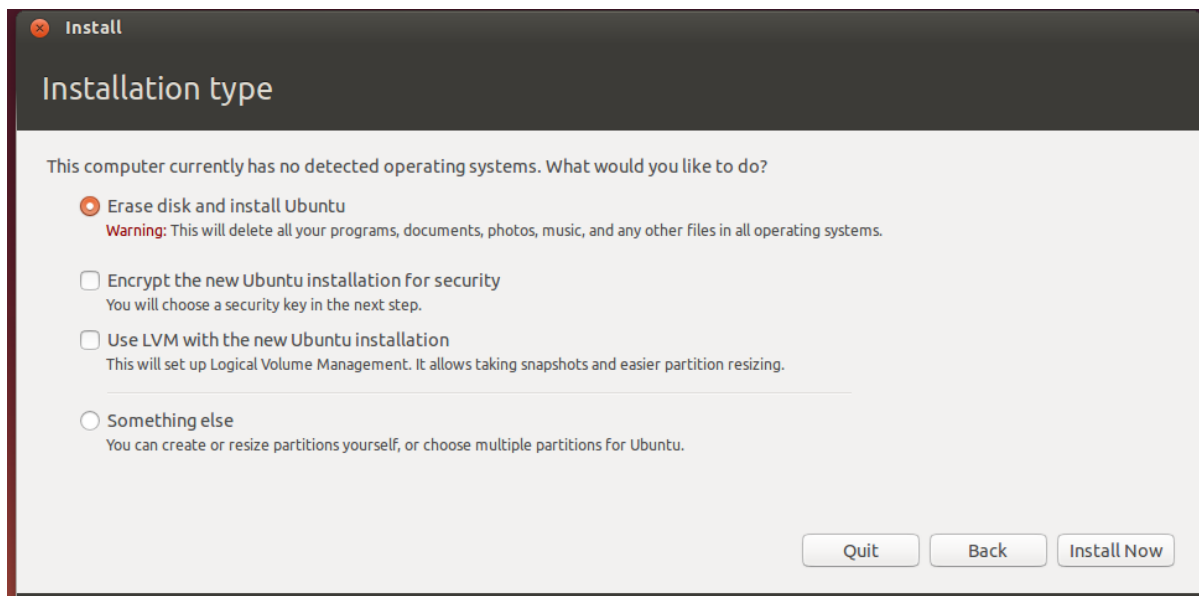 Install
Installation type
This computer currently has no detected operating systems. What would you like to do?
Erase disk and install Ubuntu
Warning: This will delete all your programs, documents, photos, music, and any other files in all operating systems.
Encrypt the new Ubuntu installation for security
You will choose a security key in the next step.
Use LVM with the new Ubuntu installation
This will set up Logical Volume Management. It allows taking snapshots and easier partition resizing.
Something else
You can create or resize partitions yourself, or choose multiple partitions for Ubuntu.
Quit Back Install Now